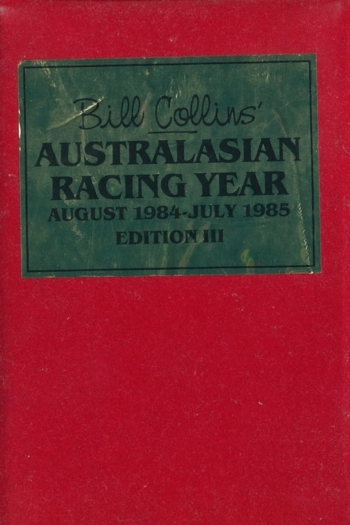 Bill Collins'
AUSTRALASIAN
RACING YEAR
AUGUST 1984-JULY 1985
EDITION III